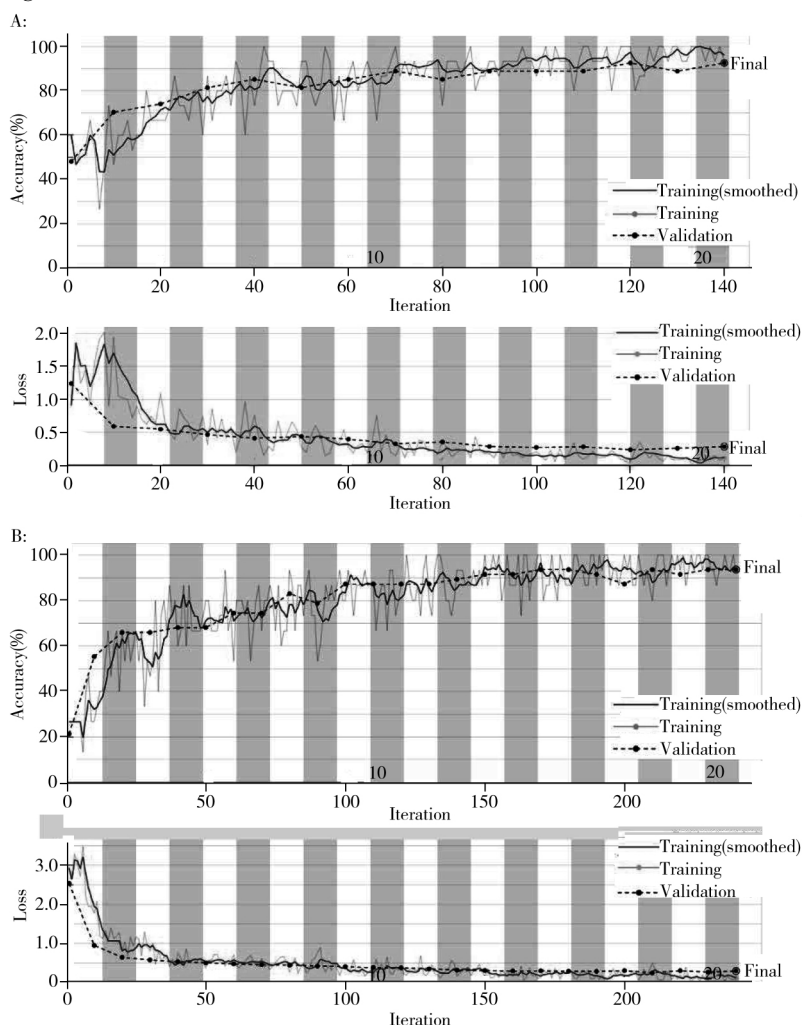 A:
100
80
60
40
20
0
Accuracy(%)
Final
Training(smoothed)
Training
Validation
10
20
0 20 40 60 80 100 120 140
Iteration
2.0
1.5
1.0
0.5
0
Loss
Training(smoothed)
Training
Validation
Final
10
20
0 20 40 60 80 100 120 140
Iteration
B:
100
80
60
40
20
0
Accuracy(%)
Final
Training(smoothed)
Training
Validation
10
20
0 50 100 150 200
Iteration
3.0
2.0
1.0
0
Loss
Training(smoothed)
Training
Validation
Final
10
20
0 50 100 150 200
Iteration